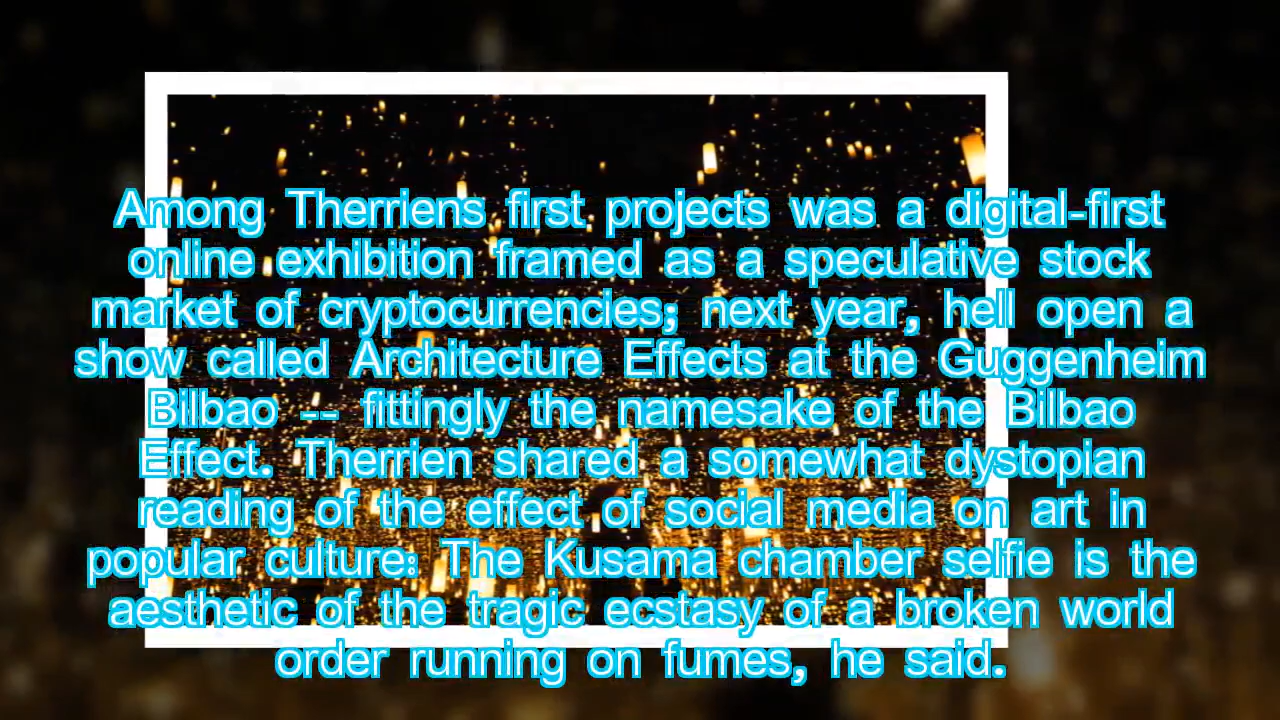 Among Therriens first projects was a digital-first
online exhibition framed as a speculative stock
market of cryptocurrencies; next year, hell open a
show called Architecture Effects at the Guggenheim
Bilbao -- fittingly the namesake of the Bilbao
Effect. Therrien shared a somewhat dystopian
reading of the effect of social media on art in
popular culture: The Kusama chamber selfie is the
aesthetic of the tragic ecstasy of a broken world
order running on fumes, he said.